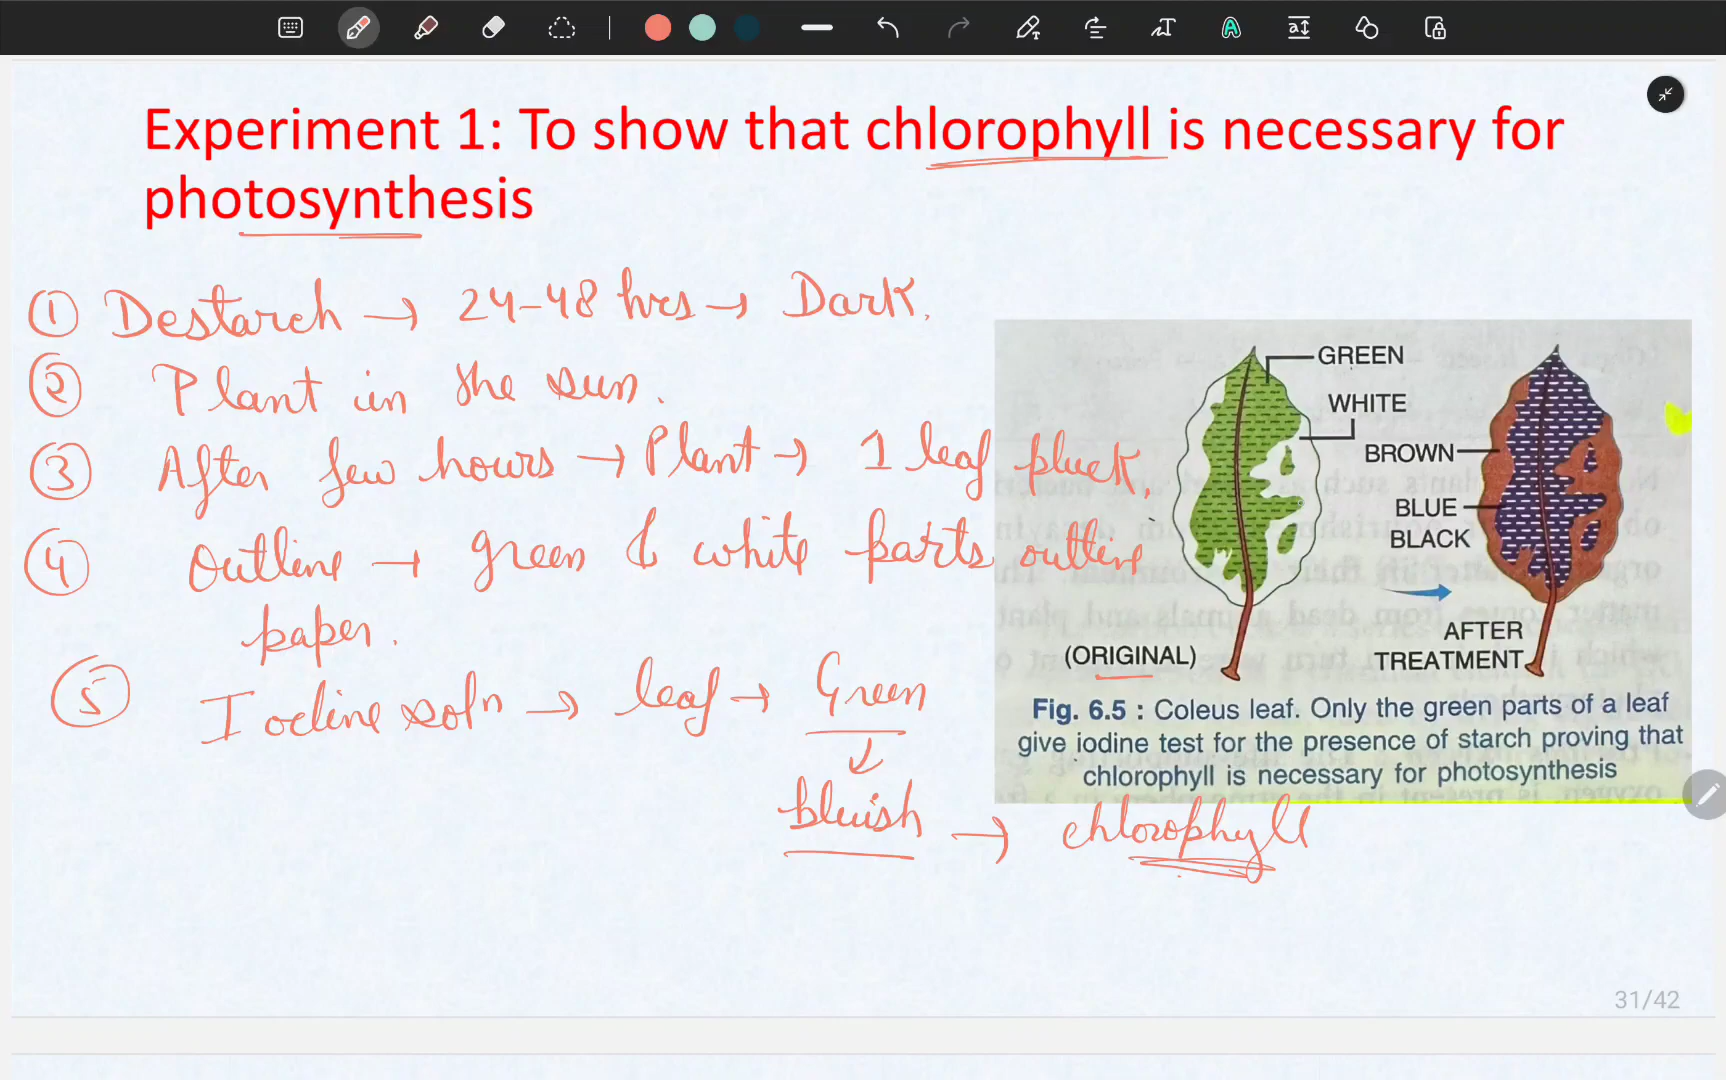 Experiment 1: To show that chlorophyll is necessary for
photosynthesis
① Destarch → 24-48 hrs → Dark.
② Plant in the sun.
③ After few hours → Plant → 1 leaf pluck.
④ Outline → green & white parts outline
paper.
⑤ Iodine solⁿ → leaf → Green
↓
bluish → chlorophyll
GREEN
WHITE
BROWN
BLUE
BLACK
AFTER
TREATMENT
(ORIGINAL)
Fig. 6.5 : Coleus leaf. Only the green parts of a leaf
give iodine test for the presence of starch proving that
chlorophyll is necessary for photosynthesis
31/42